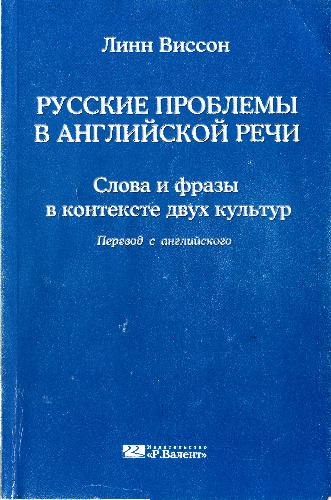 Линн Виссон
РУССКИЕ ПРОБЛЕМЫ
В АНГЛИЙСКОЙ РЕЧИ
Слова и фразы
в контексте двух культур
Перевод с английского
Издательство
«Р.Валент»